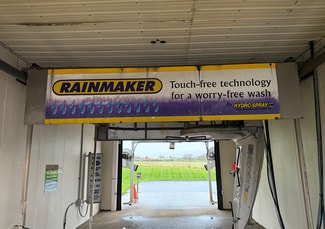 RAINMAKER
Touch-free technology
for a worry-free wash
HYDRO-SPRAY